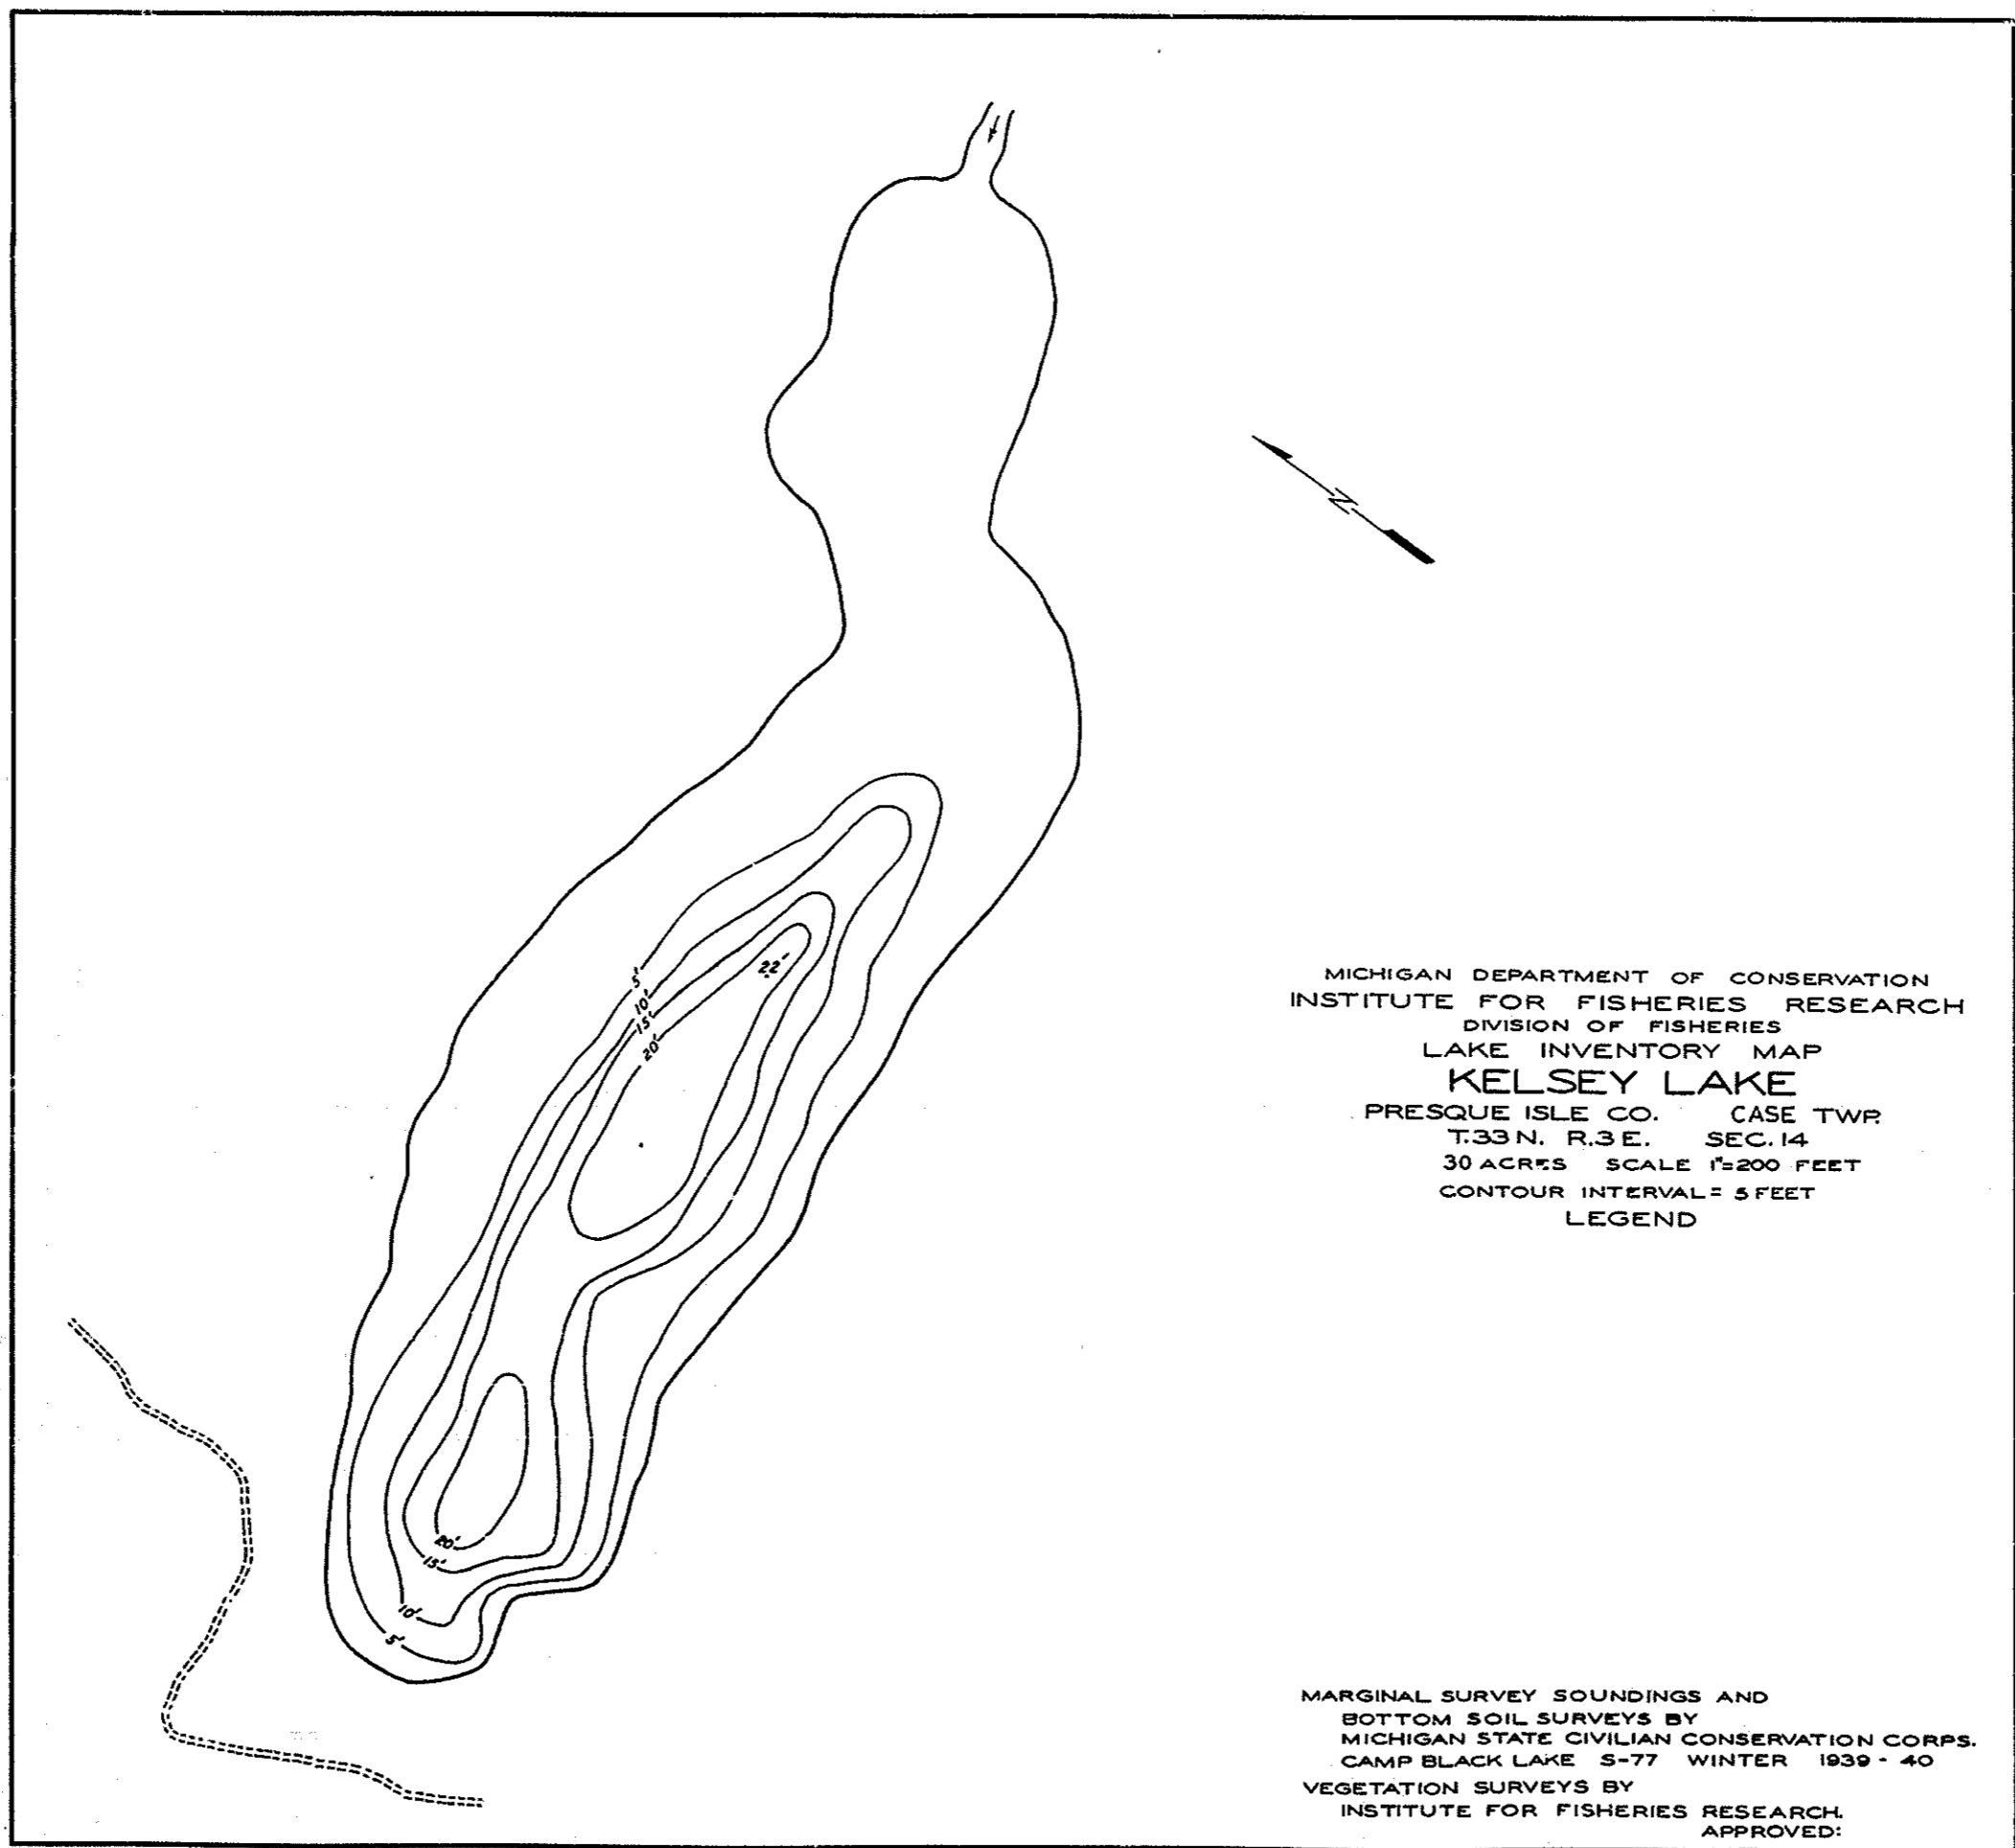 N
22'
5'
10'
15'
20'
20'
15'
10'
5'
MICHIGAN DEPARTMENT OF CONSERVATION
INSTITUTE FOR FISHERIES RESEARCH
DIVISION OF FISHERIES
LAKE INVENTORY MAP
KELSEY LAKE
PRESQUE ISLE CO. CASE TWP.
T.33 N. R.3 E. SEC. 14
30 ACRES SCALE 1"=200 FEET
CONTOUR INTERVAL = 5 FEET
LEGEND
MARGINAL SURVEY SOUNDINGS AND
BOTTOM SOIL SURVEYS BY
MICHIGAN STATE CIVILIAN CONSERVATION CORPS.
CAMP BLACK LAKE S-77 WINTER 1939 - 40
VEGETATION SURVEYS BY
INSTITUTE FOR FISHERIES RESEARCH.
APPROVED: